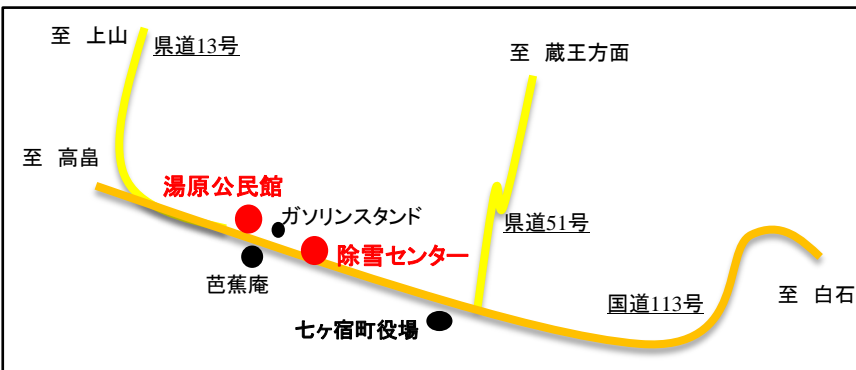 至 上山
県道13号
至 蔵王方面
至 高畠
湯原公民館
ガソリンスタンド
県道51号
除雪センター
芭蕉庵
国道113号
至 白石
七ヶ宿町役場